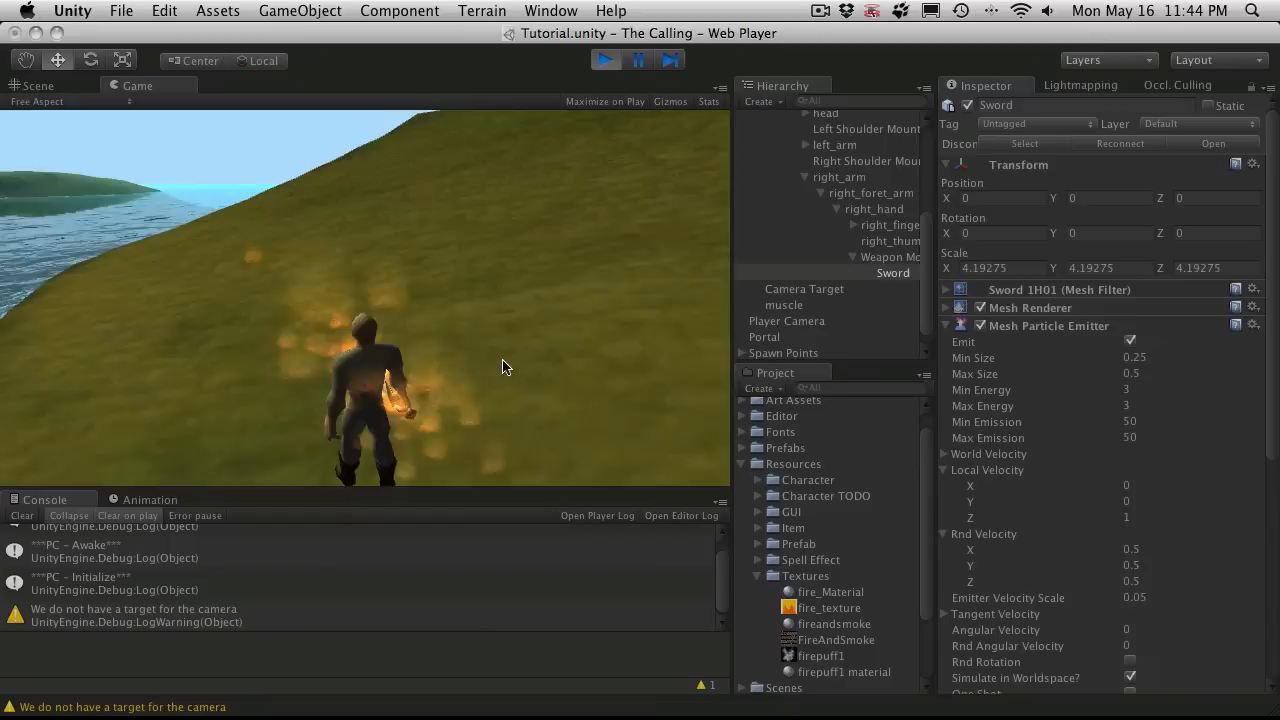 Unity File Edit Assets GameObject Component Terrain Window Help Mon May 16 11:44 PM
Tutorial.unity - The Calling - Web Player
Center Local Layers Layout
Scene Game
Free Aspect Maximize on Play Gizmos Stats
Console Animation
Clear Collapse Clear on play Error pause Open Player Log Open Editor Log
UnityEngine.Debug:Log(Object)
***PC - Awake***
UnityEngine.Debug:Log(Object)
***PC - Initialize***
UnityEngine.Debug:Log(Object)
We do not have a target for the camera
UnityEngine.Debug:LogWarning(Object)
1
We do not have a target for the camera
Hierarchy
Create All
head
Left Shoulder Mount
left_arm
Right Shoulder Moun
right_arm
right_foret_arm
right_hand
right_finge
right_thum
Weapon Mo
Sword
Camera Target
muscle
Player Camera
Portal
Spawn Points
Project
Create All
Art Assets
Editor
Fonts
Prefabs
Resources
Character
Character TODO
GUI
Item
Prefab
Spell Effect
Textures
fire_Material
fire_texture
fireandsmoke
FireAndSmoke
firepuff1
firepuff1 material
Scenes
Inspector Lightmapping Occl. Culling
Sword Static
Tag Untagged Layer Default
Discon Select Reconnect Open
Transform
Position
X 0 Y 0 Z 0
Rotation
X 0 Y 0 Z 0
Scale
X 4.19275 Y 4.19275 Z 4.19275
Sword 1H01 (Mesh Filter)
Mesh Renderer
Mesh Particle Emitter
Emit
Min Size 0.25
Max Size 0.5
Min Energy 3
Max Energy 3
Min Emission 50
Max Emission 50
World Velocity
Local Velocity
X 0
Y 0
Z 1
Rnd Velocity
X 0.5
Y 0.5
Z 0.5
Emitter Velocity Scale 0.05
Tangent Velocity
Angular Velocity 0
Rnd Angular Velocity 0
Rnd Rotation
Simulate in Worldspace?
One Shot